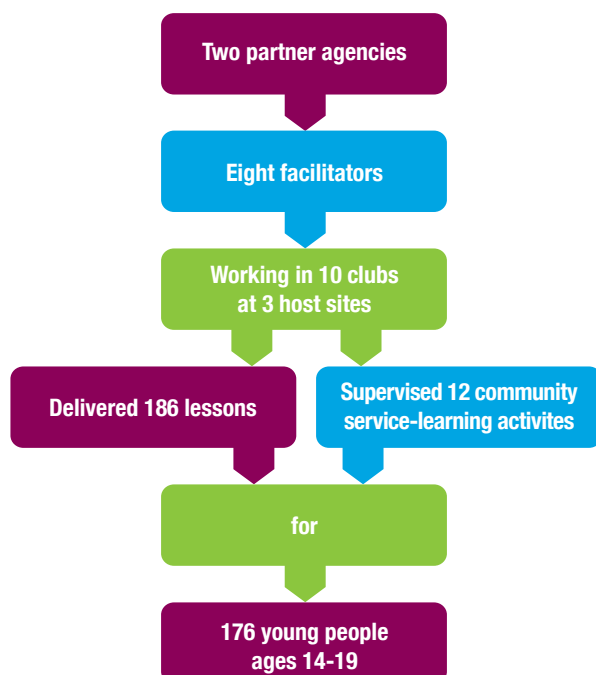 Two partner agencies
Eight facilitators
Working in 10 clubs
at 3 host sites
Delivered 186 lessons
Supervised 12 community
service-learning activites
for
176 young people
ages 14-19